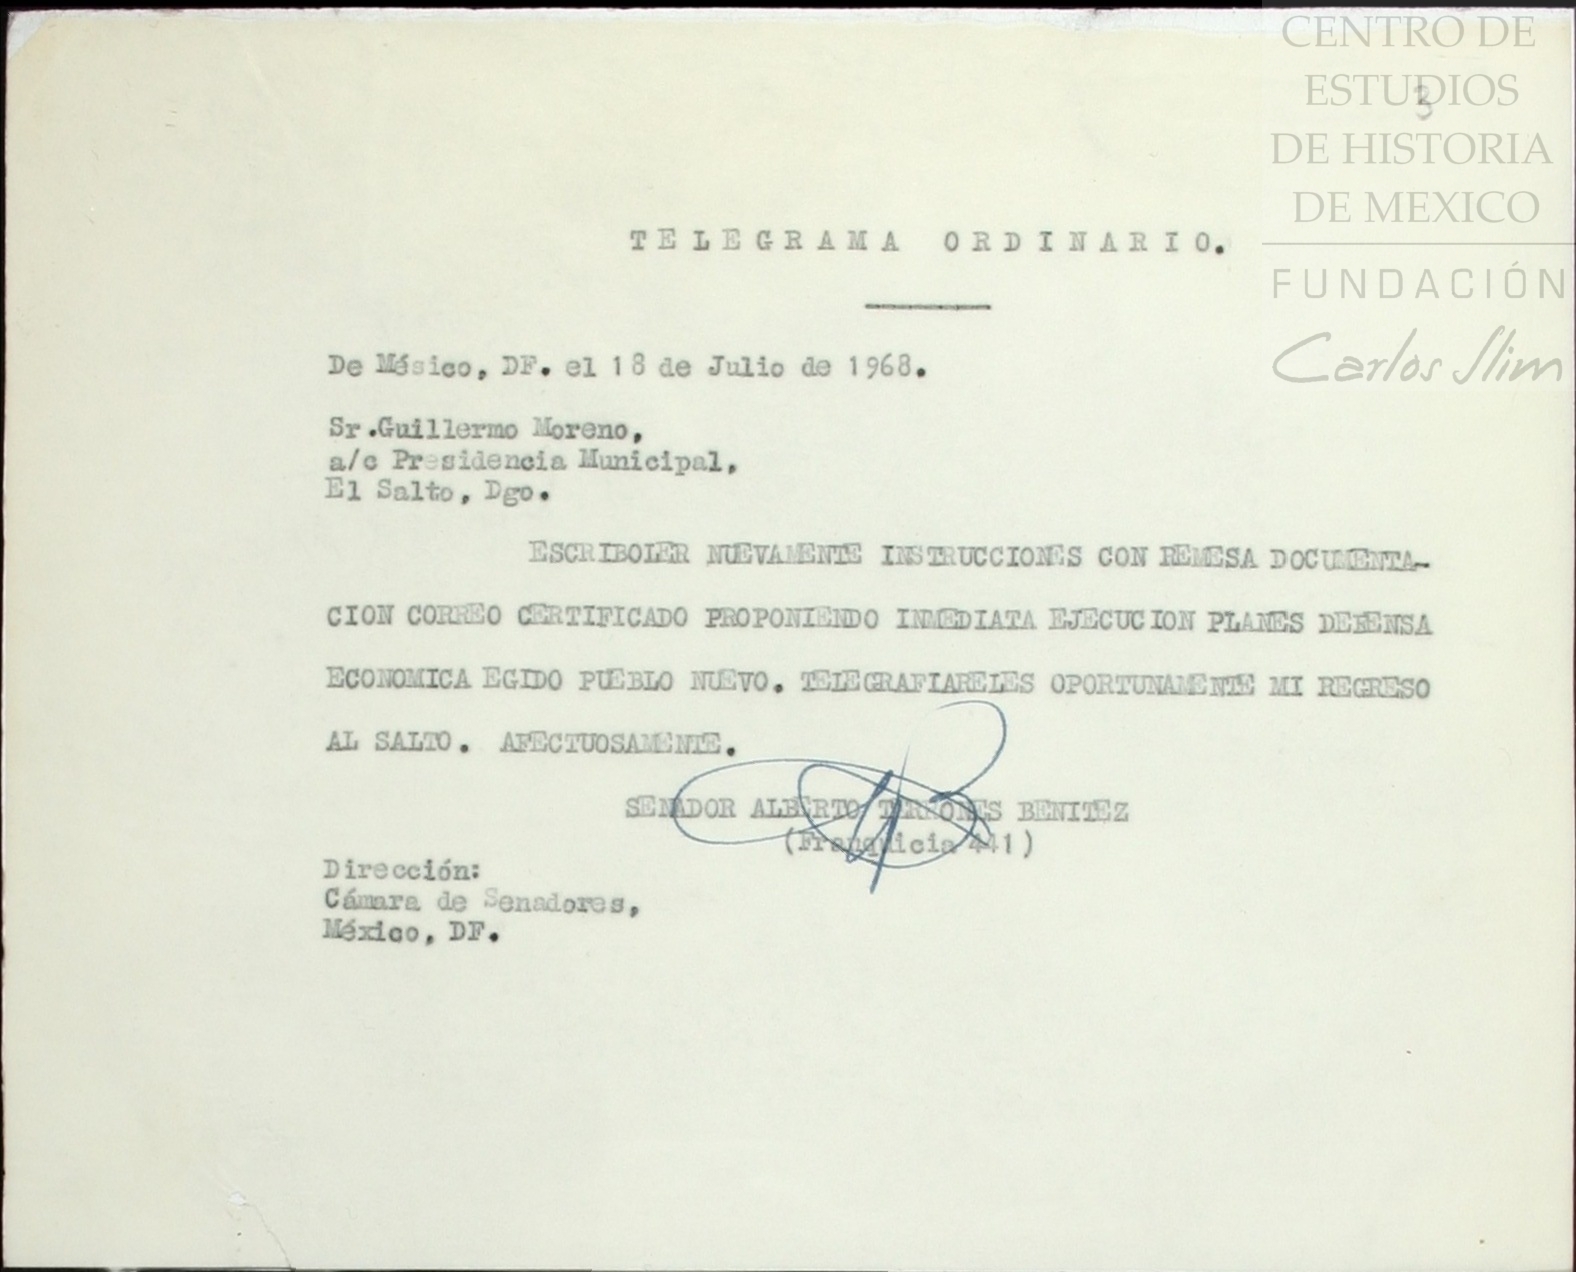 CENTRO DE
ESTUDIOS
DE HISTORIA
DE MEXICO
FUNDACIÓN
Carlos Slim
3
TELEGRAMA ORDINARIO.
De Mésico, DF. el 18 de Julio de 1968.
Sr.Guillermo Moreno,
a/c Presidencia Municipal,
El Salto, Dgo.
ESCRIBOLER NUEVAMENTE INSTRUCCIONES CON REMESA DOCUMENTA-
CION CORREO CERTIFICADO PROPONIENDO INMEDIATA EJECUCION PLANES DEFENSA
ECONOMICA EGIDO PUEBLO NUEVO. TELEGRAFIARELES OPORTUNAMENTE MI REGRESO
AL SALTO. AFECTUOSAMENTE.
SENADOR ALBERTO TERRONES BENITEZ
(Franquicia 441)
Dirección:
Cámara de Senadores,
México, DF.